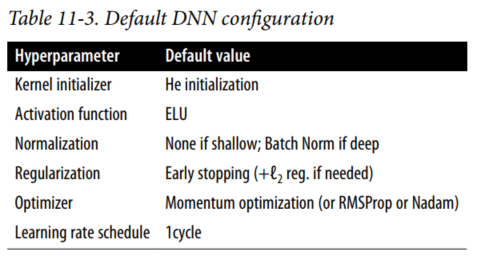 Table 11-3. Default DNN configuration
Hyperparameter Default value
Kernel initializer He initialization
Activation function ELU
Normalization None if shallow; Batch Norm if deep
Regularization Early stopping (+ℓ₂ reg. if needed)
Optimizer Momentum optimization (or RMSProp or Nadam)
Learning rate schedule 1cycle